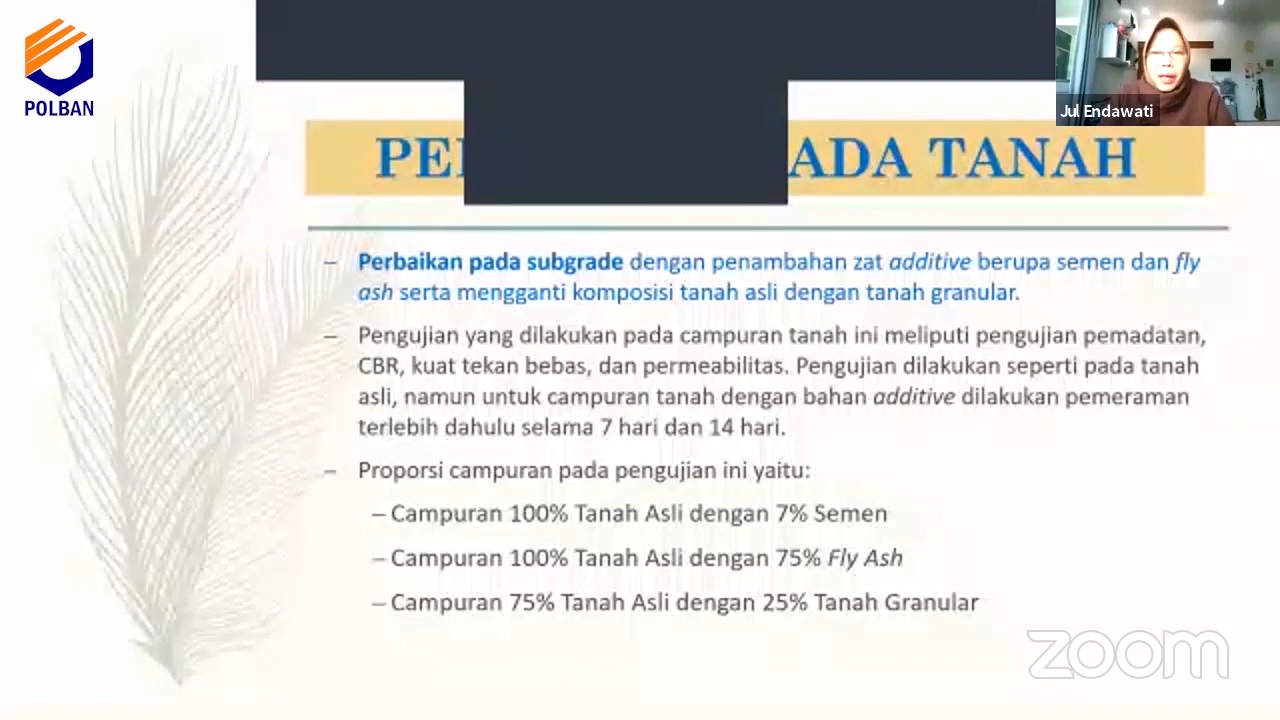 POLBAN
Jul Endawati
ADA TANAH
– Perbaikan pada subgrade dengan penambahan zat additive berupa semen dan fly
ash serta mengganti komposisi tanah asli dengan tanah granular.
– Pengujian yang dilakukan pada campuran tanah ini meliputi pengujian pemadatan,
CBR, kuat tekan bebas, dan permeabilitas. Pengujian dilakukan seperti pada tanah
asli, namun untuk campuran tanah dengan bahan additive dilakukan pemeraman
terlebih dahulu selama 7 hari dan 14 hari.
– Proporsi campuran pada pengujian ini yaitu:
– Campuran 100% Tanah Asli dengan 7% Semen
– Campuran 100% Tanah Asli dengan 75% Fly Ash
– Campuran 75% Tanah Asli dengan 25% Tanah Granular
zoom